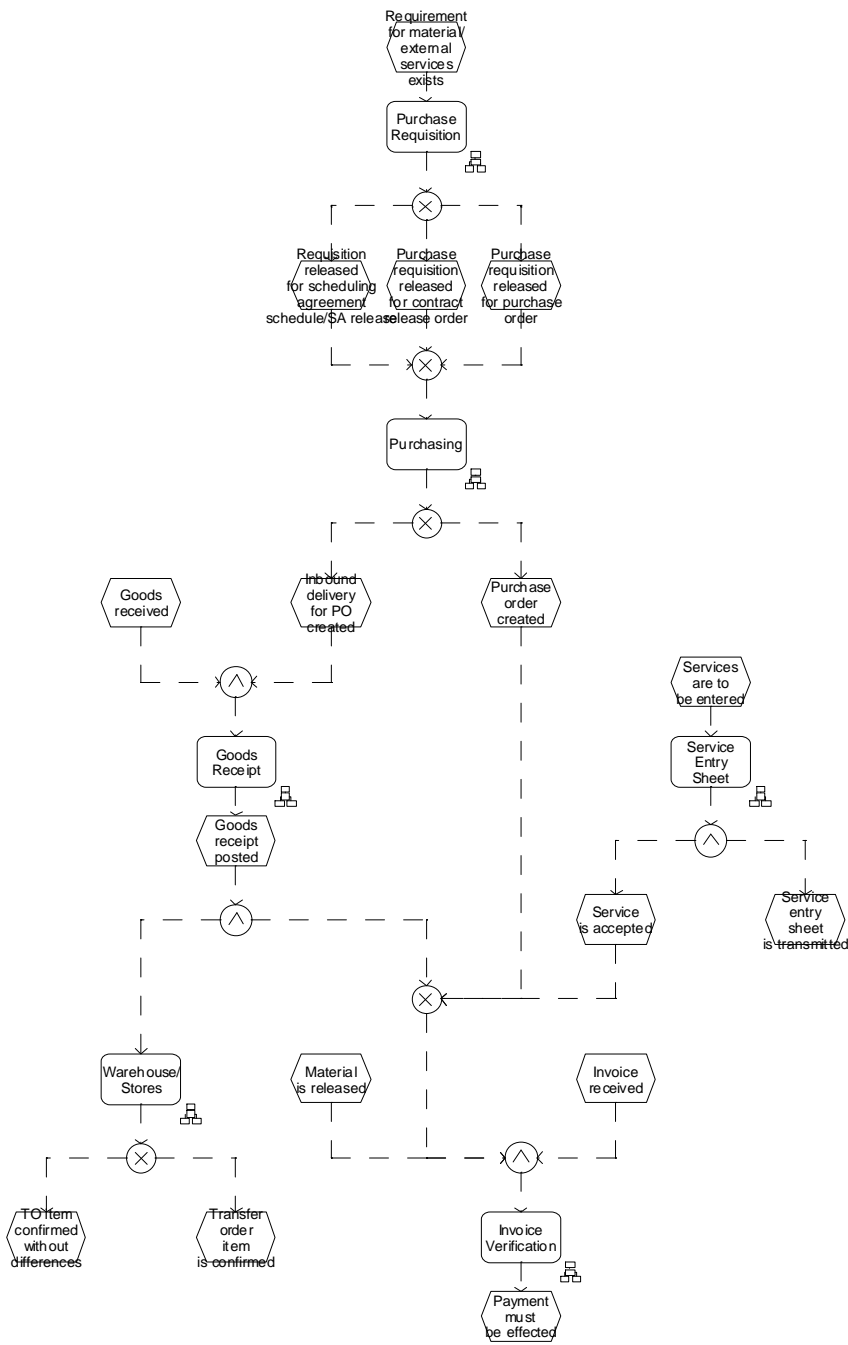 Requirement
for material/
external
services
exists
Purchase
Requisition
Requisition
released
for scheduling
agreement
schedule/SA release
Purchase
requisition
released
for contract
release order
Purchase
requisition
released
for purchase
order
Purchasing
Goods
received
Inbound
delivery
for PO
created
Purchase
order
created
Services
are to
be entered
Goods
Receipt
Service
Entry
Sheet
Goods
receipt
posted
Service
is accepted
Service
entry
sheet
is transmitted
Warehouse/
Stores
Material
is released
Invoice
received
TO item
confirmed
without
differences
Transfer
order
item
is confirmed
Invoice
Verification
Payment
must
be effected